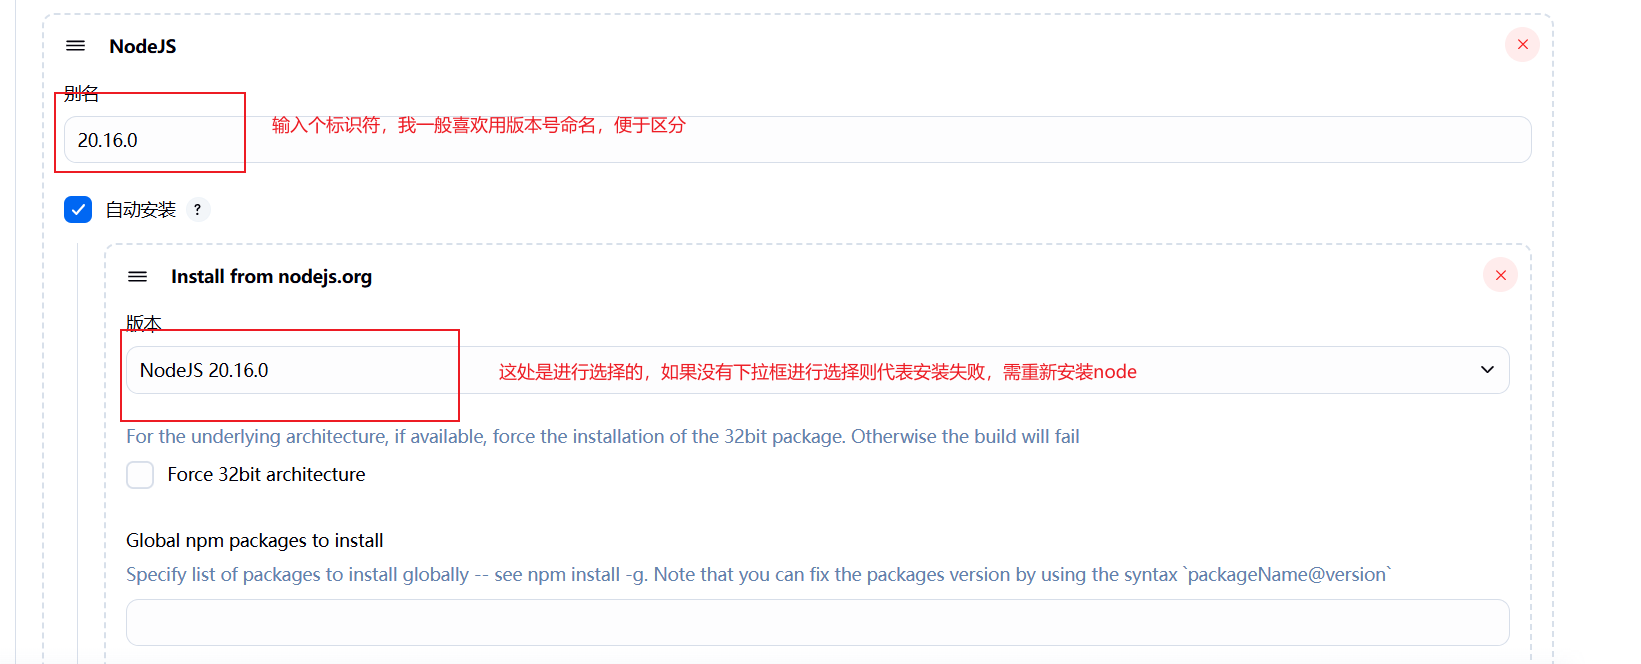 NodeJS
别名
20.16.0
输入个标识符，我一般喜欢用版本号命名，便于区分
自动安装 ?
Install from nodejs.org
版本
NodeJS 20.16.0
这处是进行选择的，如果没有下拉框进行选择则代表安装失败，需重新安装node
For the underlying architecture, if available, force the installation of the 32bit package. Otherwise the build will fail
Force 32bit architecture
Global npm packages to install
Specify list of packages to install globally -- see npm install -g. Note that you can fix the packages version by using the syntax `packageName@version`